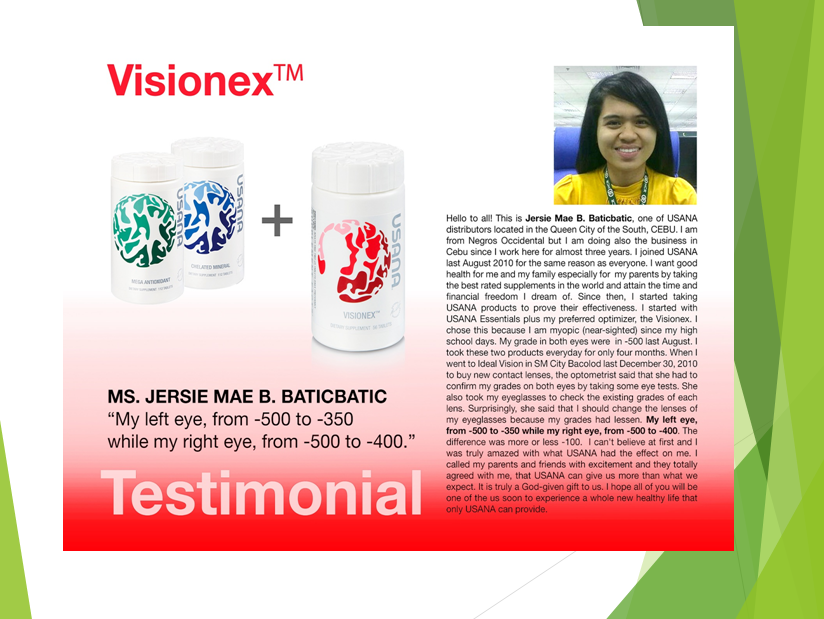 Visionex™
USANA
USANA
MEGA ANTIOXIDANT
CHELATED MINERAL
+
USANA
VISIONEX™
MS. JERSIE MAE B. BATICBATIC
“My left eye, from -500 to -350
while my right eye, from -500 to -400.”
Testimonial
Hello to all! This is Jersie Mae B. Baticbatic, one of USANA
distributors located in the Queen City of the South, CEBU. I am
from Negros Occidental but I am doing also the business in
Cebu since I work here for almost three years. I joined USANA
last August 2010 for the same reason as everyone. I want good
health for me and my family especially for my parents by taking
the best rated supplements in the world and attain the time and
financial freedom I dream of. Since then, I started taking
USANA products to prove their effectiveness. I started with
USANA Essentials plus my preferred optimizer, the Visionex. I
chose this because I am myopic (near-sighted) since my high
school days. My grade in both eyes were in -500 last August. I
took these two products everyday for only four months. When I
went to Ideal Vision in SM City Bacolod last December 30, 2010
to buy new contact lenses, the optometrist said that she had to
confirm my grades on both eyes by taking some eye tests. She
also took my eyeglasses to check the existing grades of each
lens. Surprisingly, she said that I should change the lenses of
my eyeglasses because my grades had lessen. My left eye,
from -500 to -350 while my right eye, from -500 to -400. The
difference was more or less -100. I can't believe at first and I
was truly amazed with what USANA had the effect on me. I
called my parents and friends with excitement and they totally
agreed with me, that USANA can give us more than what we
expect. It is truly a God-given gift to us. I hope all of you will be
one of the us soon to experience a whole new healthy life that
only USANA can provide.